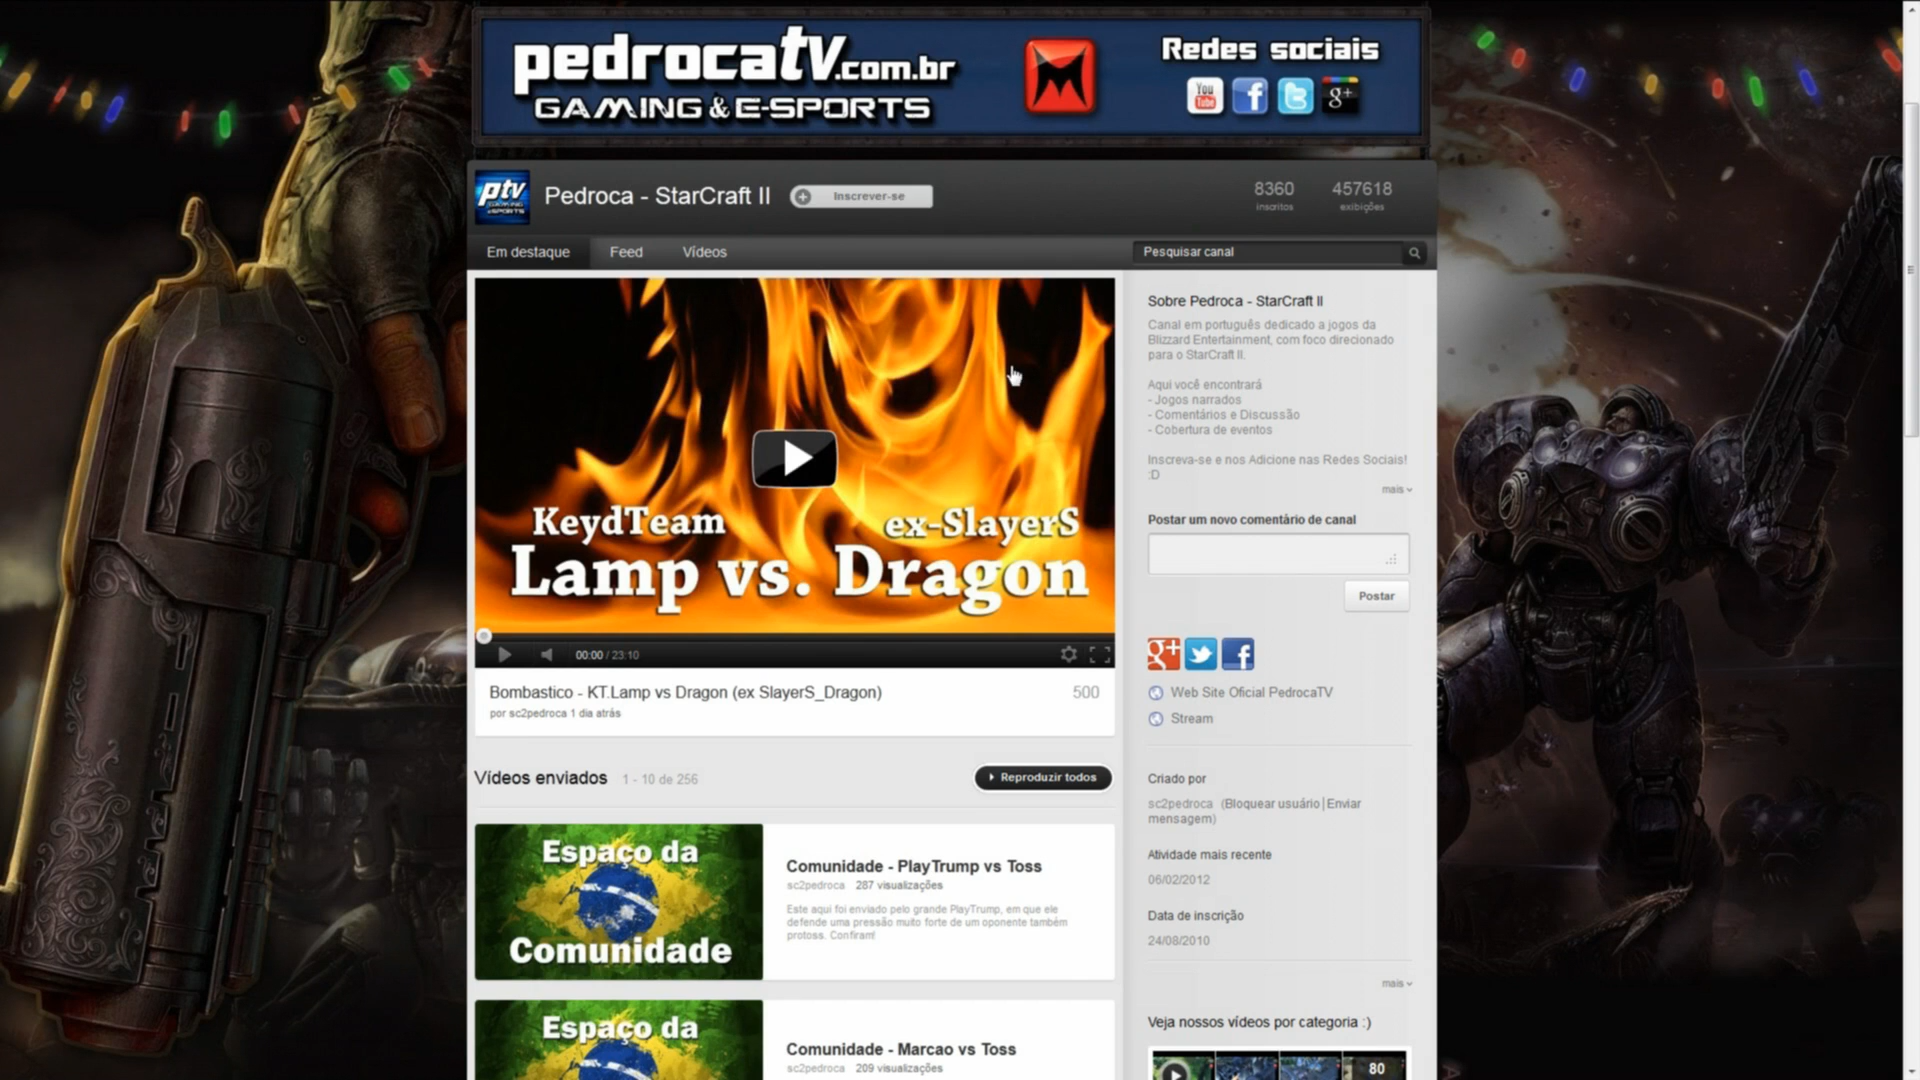 pedrocatv.com.br
GAMING & E-SPORTS
Redes sociais
You Tube
f
t
g+
ptv
GAMING
eSPORTS
Pedroca - StarCraft II
Inscrever-se
8360
inscritos
457618
exibições
Em destaque
Feed
Vídeos
Pesquisar canal
KeydTeam
ex-SlayerS
Lamp vs. Dragon
00:00 / 23:10
Bombastico - KT.Lamp vs Dragon (ex SlayerS_Dragon)
500
por sc2pedroca 1 dia atrás
Vídeos enviados
1 - 10 de 256
Reproduzir todos
Espaço da
Comunidade
Comunidade - PlayTrump vs Toss
sc2pedroca 287 visualizações
Este aqui foi enviado pelo grande PlayTrump, em que ele
defende uma pressão muito forte de um oponente também
protoss. Confiram!
Espaço da
Comunidade - Marcao vs Toss
sc2pedroca 209 visualizações
Sobre Pedroca - StarCraft II
Canal em português dedicado a jogos da
Blizzard Entertainment, com foco direcionado
para o StarCraft II.
Aqui você encontrará
- Jogos narrados
- Comentários e Discussão
- Cobertura de eventos
Inscreva-se e nos Adicione nas Redes Sociais!
:D
mais
Postar um novo comentário de canal
Postar
g+
f
Web Site Oficial PedrocaTV
Stream
Criado por
sc2pedroca (Bloquear usuário|Enviar
mensagem)
Atividade mais recente
06/02/2012
Data de inscrição
24/08/2010
mais
Veja nossos vídeos por categoria :)
80